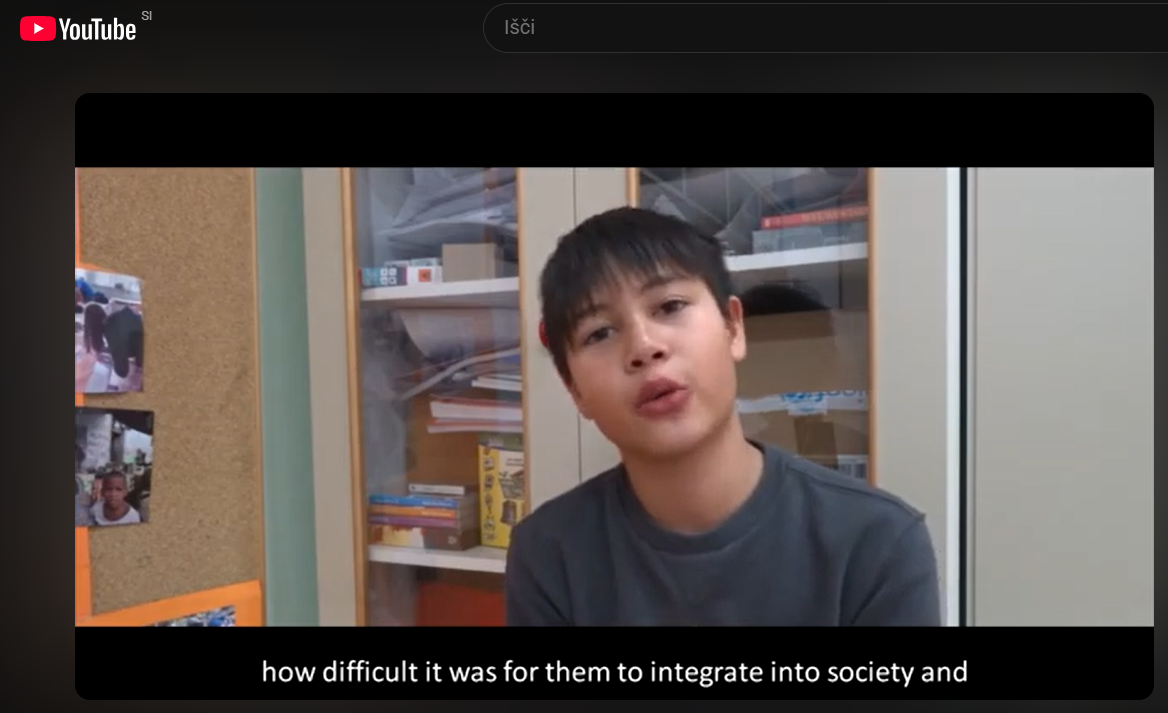 YouTube SI
Išči
how difficult it was for them to integrate into society and